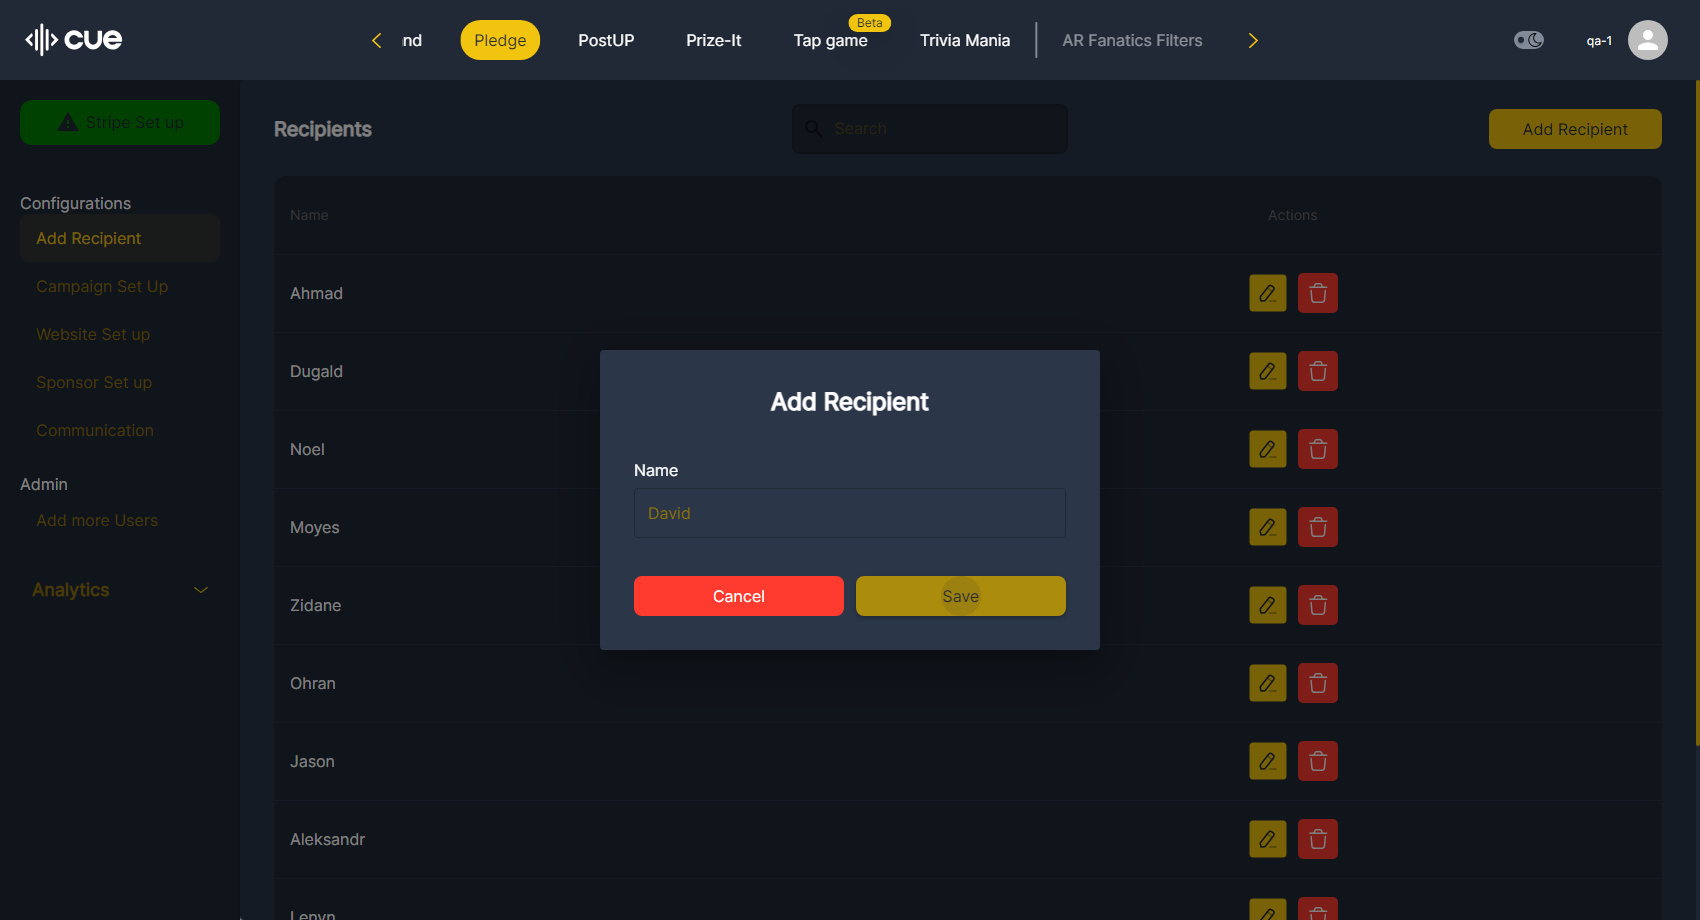 cue
nd
Pledge
PostUP
Prize-It
Beta
Tap game
Trivia Mania
AR Fanatics Filters
qa-1
Stripe Set up
Configurations
Add Recipient
Campaign Set Up
Website Set up
Sponsor Set up
Communication
Admin
Add more Users
Analytics
Recipients
Search
Add Recipient
Name
Actions
Ahmad
Dugald
Noel
Moyes
Zidane
Ohran
Jason
Aleksandr
Lenyn
Add Recipient
Name
David
Cancel
Save